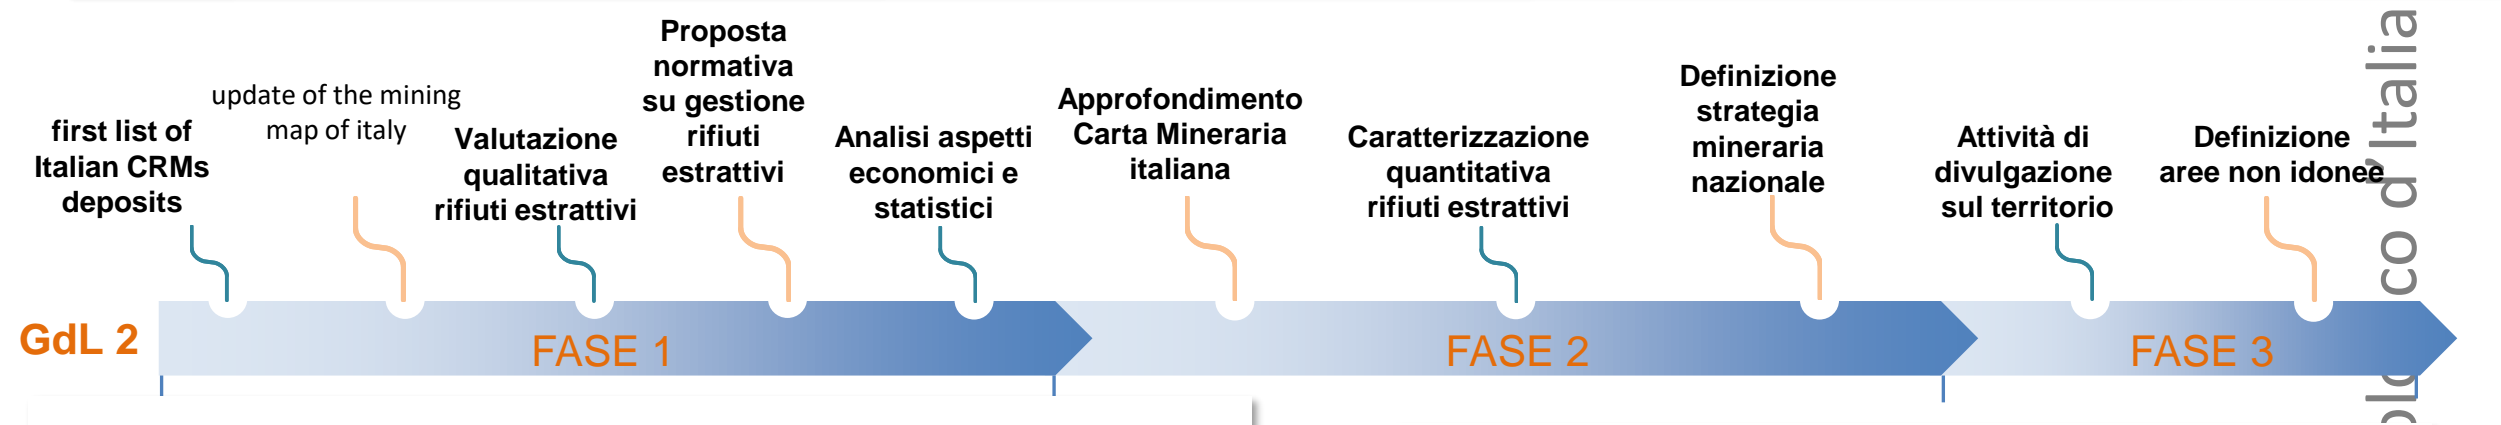 first list of
Italian CRMs
deposits
update of the mining
map of italy
Valutazione
qualitativa
rifiuti estrattivi
Proposta
normativa
su gestione
rifiuti
estrattivi
Analisi aspetti
economici e
statistici
Approfondimento
Carta Mineraria
italiana
Caratterizzazione
quantitativa
rifiuti estrattivi
Definizione
strategia
mineraria
nazionale
Attività di
divulgazione
sul territorio
Definizione
aree non idonee
GdL 2
FASE 1
FASE 2
FASE 3
co d'Italia